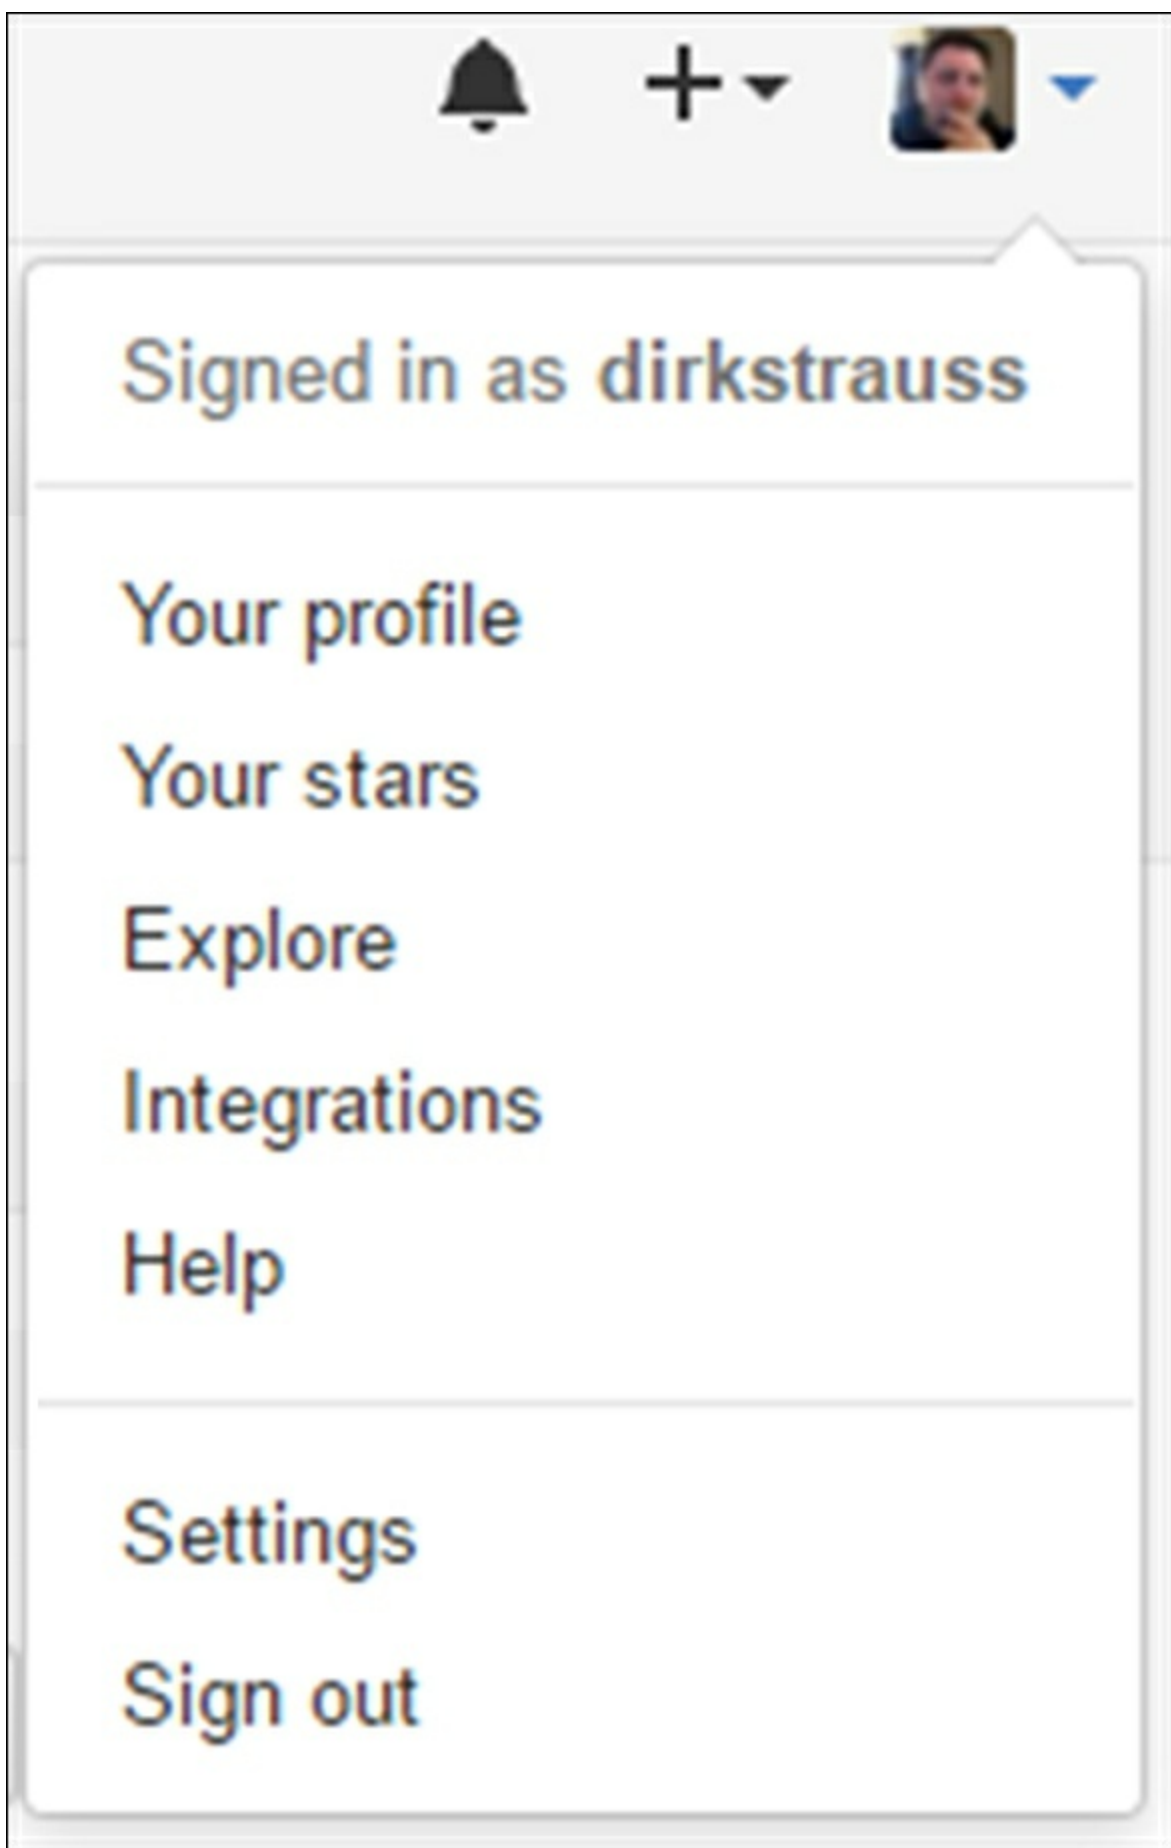 Signed in as dirkstrauss
Your profile
Your stars
Explore
Integrations
Help
Settings
Sign out